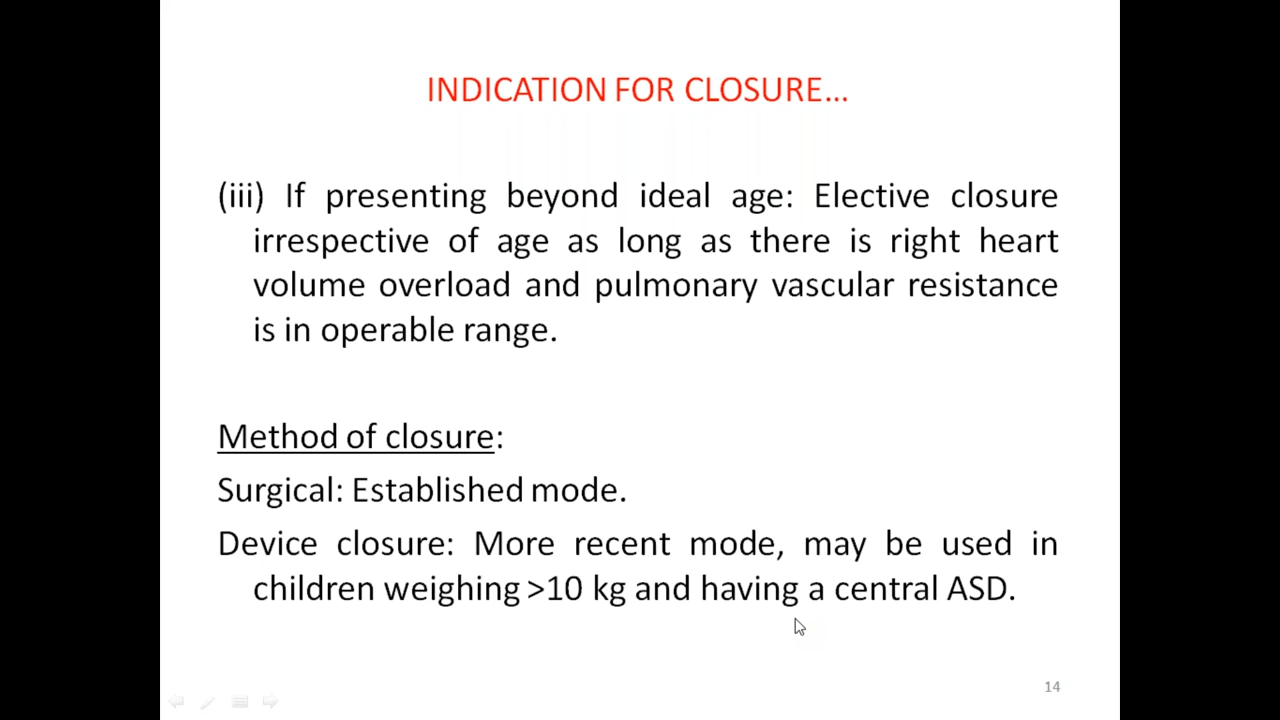 INDICATION FOR CLOSURE...
(iii) If presenting beyond ideal age: Elective closure
irrespective of age as long as there is right heart
volume overload and pulmonary vascular resistance
is in operable range.
Method of closure:
Surgical: Established mode.
Device closure: More recent mode, may be used in
children weighing >10 kg and having a central ASD.
14